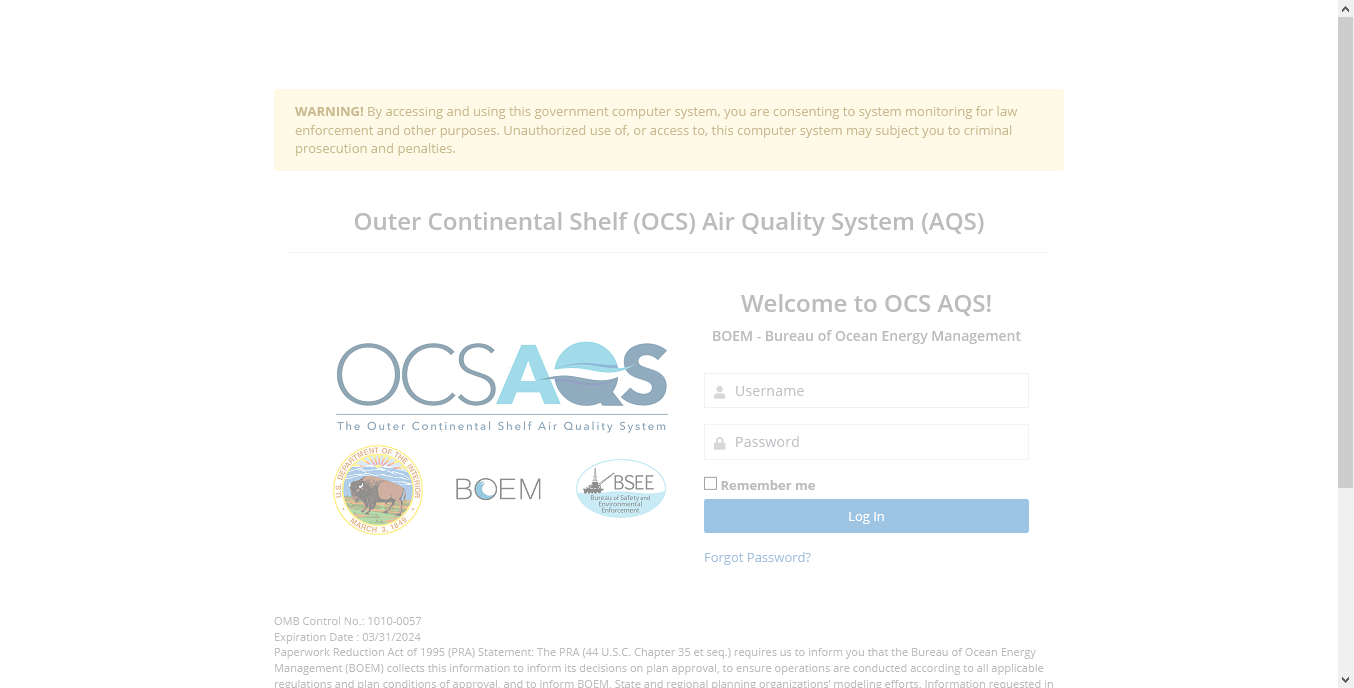 WARNING! By accessing and using this government computer system, you are consenting to system monitoring for law
enforcement and other purposes. Unauthorized use of, or access to, this computer system may subject you to criminal
prosecution and penalties.
Outer Continental Shelf (OCS) Air Quality System (AQS)
OCSAQS
The Outer Continental Shelf Air Quality System
U.S. DEPARTMENT OF THE INTERIOR
MARCH 3, 1849
BOEM
BSEE
Bureau of Safety and
Environmental
Enforcement
Welcome to OCS AQS!
BOEM - Bureau of Ocean Energy Management
Username
Password
Remember me
Log In
Forgot Password?
OMB Control No.: 1010-0057
Expiration Date : 03/31/2024
Paperwork Reduction Act of 1995 (PRA) Statement: The PRA (44 U.S.C. Chapter 35 et seq.) requires us to inform you that the Bureau of Ocean Energy
Management (BOEM) collects this information to inform its decisions on plan approval, to ensure operations are conducted according to all applicable
regulations and plan conditions of approval, and to inform BOEM, State and regional planning organizations' modeling efforts. Information requested in